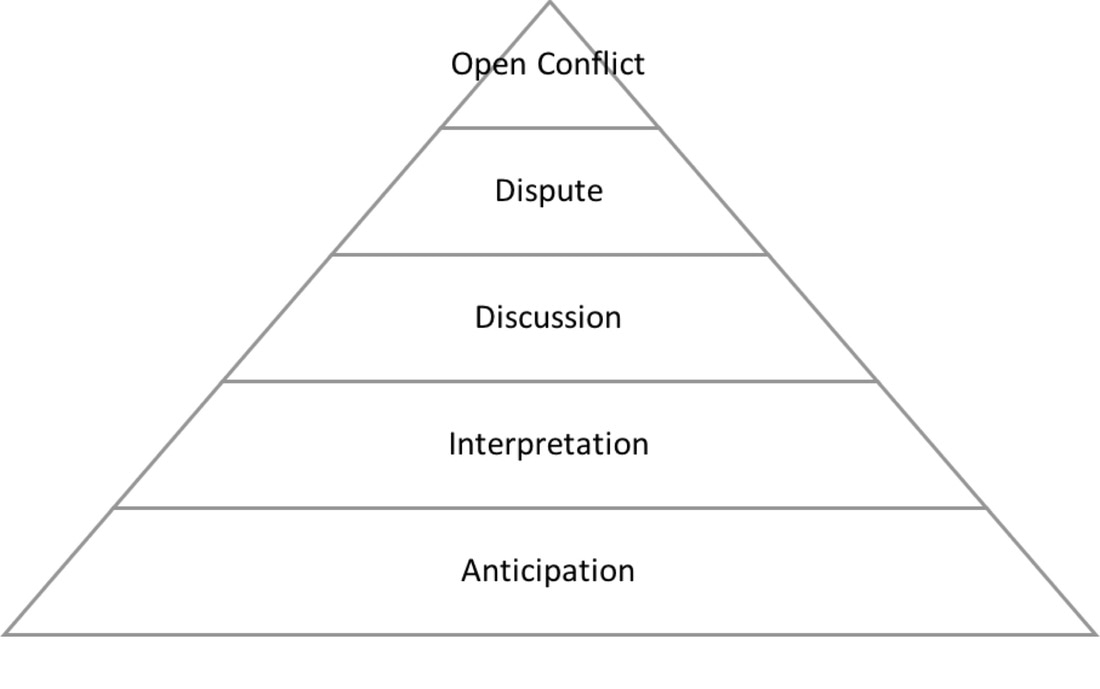 Open Conflict
Dispute
Discussion
Interpretation
Anticipation